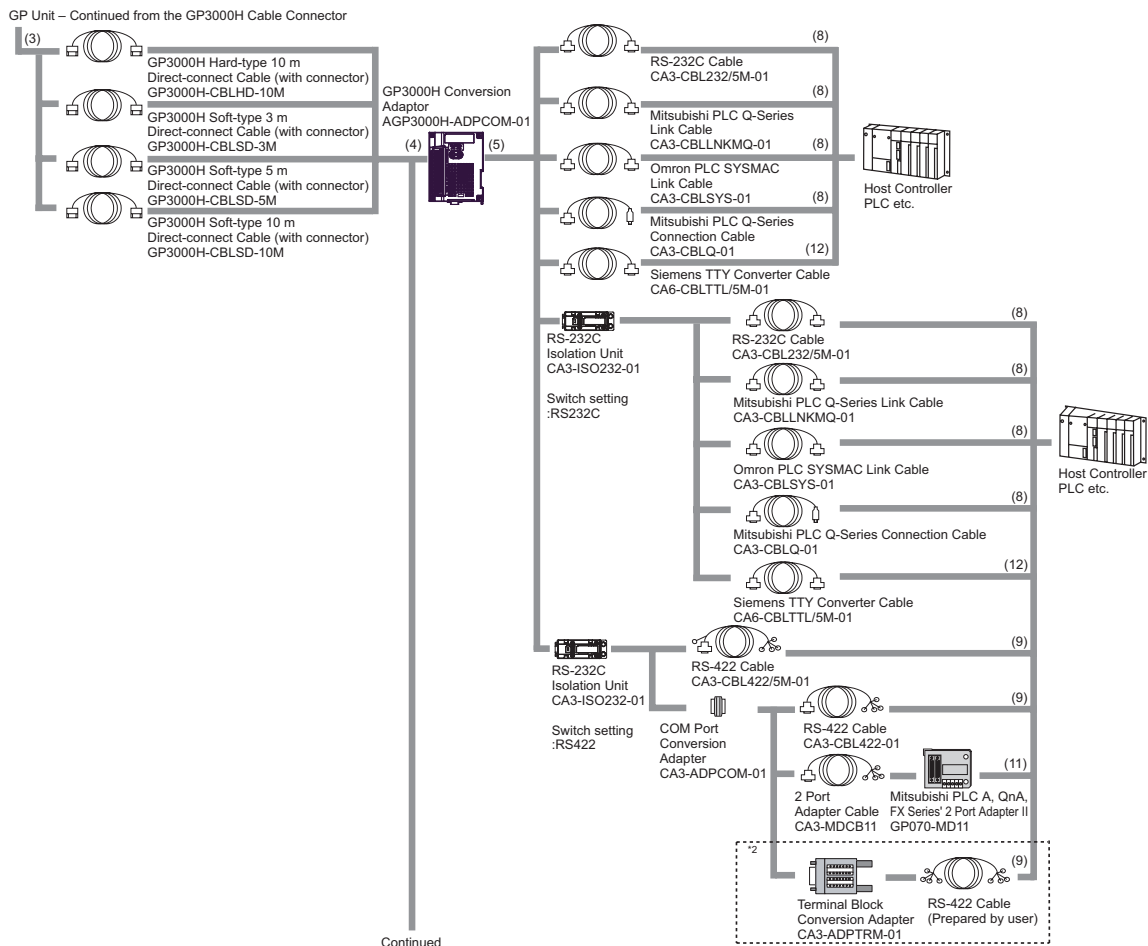 GP Unit – Continued from the GP3000H Cable Connector
(3)
GP3000H Hard-type 10 m
Direct-connect Cable (with connector)
GP3000H-CBLHD-10M
GP3000H Soft-type 3 m
Direct-connect Cable (with connector)
GP3000H-CBLSD-3M
GP3000H Soft-type 5 m
Direct-connect Cable (with connector)
GP3000H-CBLSD-5M
GP3000H Soft-type 10 m
Direct-connect Cable (with connector)
GP3000H-CBLSD-10M
GP3000H Conversion
Adaptor
AGP3000H-ADPCOM-01
(4)
(5)
(8)
RS-232C Cable
CA3-CBL232/5M-01
(8)
Mitsubishi PLC Q-Series
Link Cable
CA3-CBLLNKMQ-01
(8)
Omron PLC SYSMAC
Link Cable
CA3-CBLSYS-01
(8)
Mitsubishi PLC Q-Series
Connection Cable
CA3-CBLQ-01
(12)
Siemens TTY Converter Cable
CA6-CBLTTL/5M-01
Host Controller
PLC etc.
RS-232C
Isolation Unit
CA3-ISO232-01
Switch setting
:RS232C
(8)
RS-232C Cable
CA3-CBL232/5M-01
(8)
Mitsubishi PLC Q-Series Link Cable
CA3-CBLLNKMQ-01
(8)
Omron PLC SYSMAC Link Cable
CA3-CBLSYS-01
(8)
Mitsubishi PLC Q-Series Connection Cable
CA3-CBLQ-01
(12)
Siemens TTY Converter Cable
CA6-CBLTTL/5M-01
Host Controller
PLC etc.
RS-232C
Isolation Unit
CA3-ISO232-01
Switch setting
:RS422
(9)
RS-422 Cable
CA3-CBL422/5M-01
COM Port
Conversion
Adapter
CA3-ADPCOM-01
(9)
RS-422 Cable
CA3-CBL422-01
(11)
2 Port
Adapter Cable
CA3-MDCB11
Mitsubishi PLC A, QnA,
FX Series' 2 Port Adapter II
GP070-MD11
*2
(9)
Terminal Block
Conversion Adapter
CA3-ADPTRM-01
RS-422 Cable
(Prepared by user)
Continued